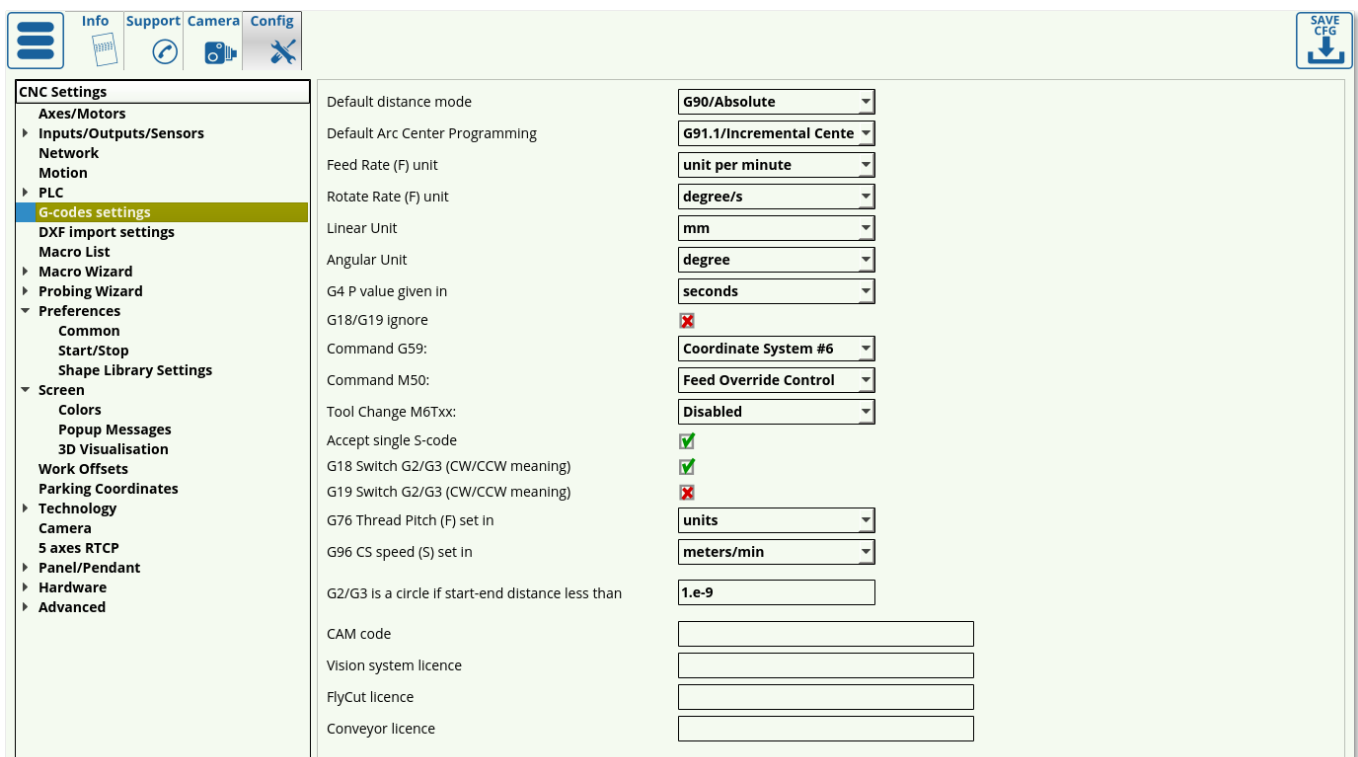 Info Support Camera Config
SAVE
CFG
CNC Settings
Axes/Motors
Inputs/Outputs/Sensors
Network
Motion
PLC
G-codes settings
DXF import settings
Macro List
Macro Wizard
Probing Wizard
Preferences
Common
Start/Stop
Shape Library Settings
Screen
Colors
Popup Messages
3D Visualisation
Work Offsets
Parking Coordinates
Technology
Camera
5 axes RTCP
Panel/Pendant
Hardware
Advanced
Default distance mode G90/Absolute
Default Arc Center Programming G91.1/Incremental Cente
Feed Rate (F) unit unit per minute
Rotate Rate (F) unit degree/s
Linear Unit mm
Angular Unit degree
G4 P value given in seconds
G18/G19 ignore
Command G59: Coordinate System #6
Command M50: Feed Override Control
Tool Change M6Txx: Disabled
Accept single S-code
G18 Switch G2/G3 (CW/CCW meaning)
G19 Switch G2/G3 (CW/CCW meaning)
G76 Thread Pitch (F) set in units
G96 CS speed (S) set in meters/min
G2/G3 is a circle if start-end distance less than 1.e-9
CAM code
Vision system licence
FlyCut licence
Conveyor licence